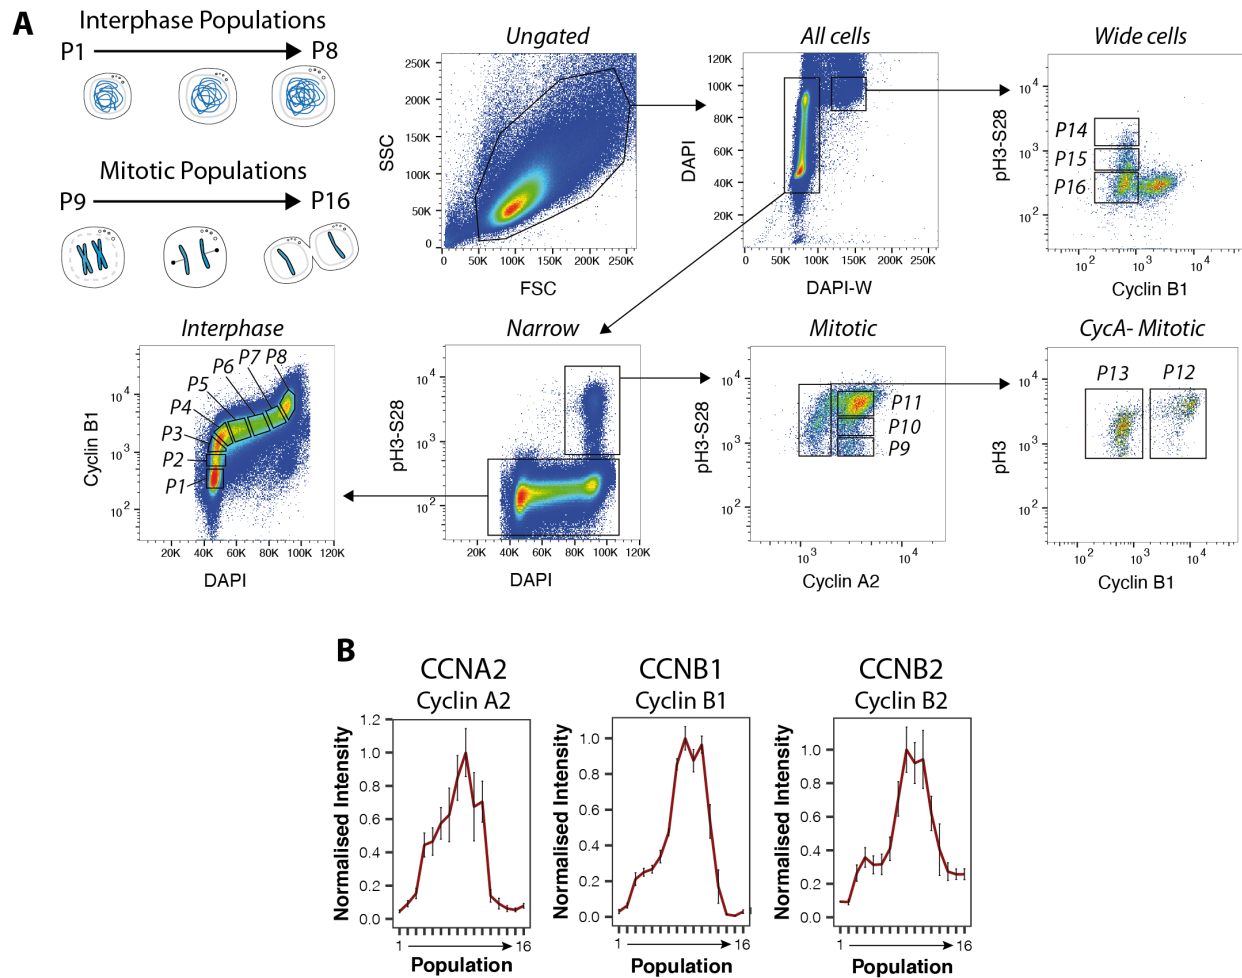 A
Interphase Populations
P1 P8
Mitotic Populations
P9 P16
Ungated
250K
200K
150K
100K
50K
0
SSC
0 50K 100K 150K 200K 250K
FSC
All cells
120K
100K
80K
60K
40K
20K
DAPI
0 50K 100K 150K 200K 250K
DAPI-W
Wide cells
10^4
10^3
10^2
pH3-S28
P14
P15
P16
10^2 10^3 10^4
Cyclin B1
Interphase
10^4
10^3
10^2
Cyclin B1
P1
P2
P3
P4
P5
P6
P7
P8
20K 40K 60K 80K 100K 120K
DAPI
Narrow
10^4
10^3
10^2
pH3-S28
20K 40K 60K 80K 100K 120K
DAPI
Mitotic
10^4
10^3
10^2
pH3-S28
P11
P10
P9
10^3 10^4
Cyclin A2
CycA- Mitotic
10^4
10^3
10^2
pH3
P13 P12
10^2 10^3 10^4
Cyclin B1
B
CCNA2
Cyclin A2
Normalised Intensity
1.2
1.0
0.8
0.6
0.4
0.2
0.0
1 16
Population
CCNB1
Cyclin B1
Normalised Intensity
1.0
0.8
0.6
0.4
0.2
0.0
1 16
Population
CCNB2
Cyclin B2
Normalised Intensity
1.0
0.8
0.6
0.4
0.2
0.0
1 16
Population